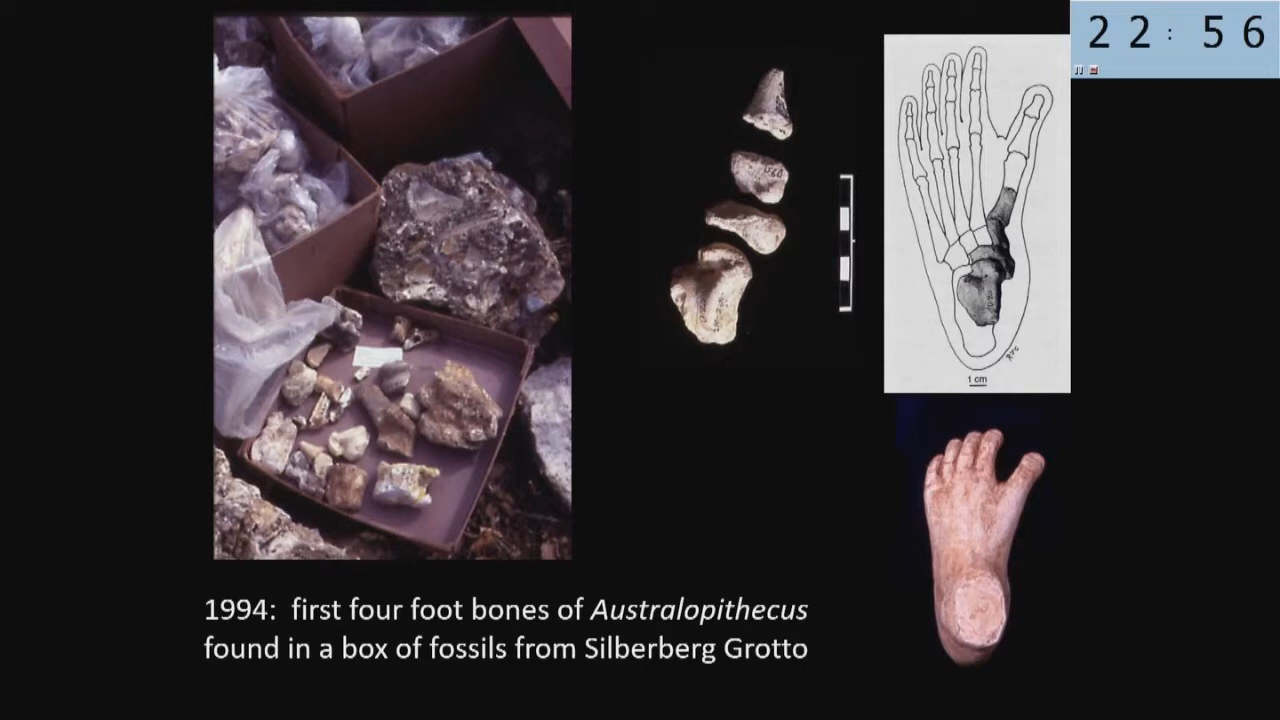 22:56
1 cm
1994: first four foot bones of Australopithecus
found in a box of fossils from Silberberg Grotto